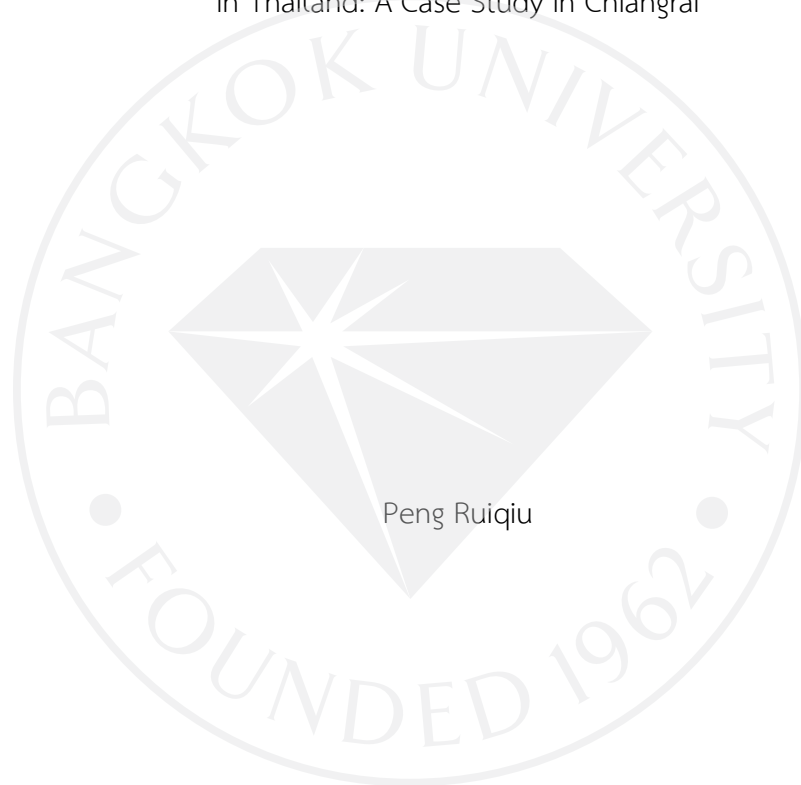 in Thailand: A Case Study in Chiangrai
BANGKOK UNIVERSITY
Peng Ruiqiu
FOUNDED 1962